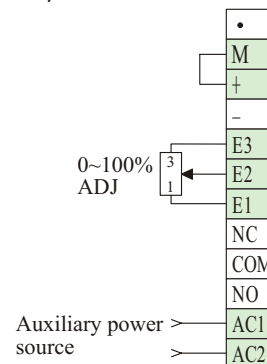 •
M
+
–
E3
0~100%
3
ADJ
E2
1
E1
NC
COM
NO
Auxiliary power
AC1
source
AC2